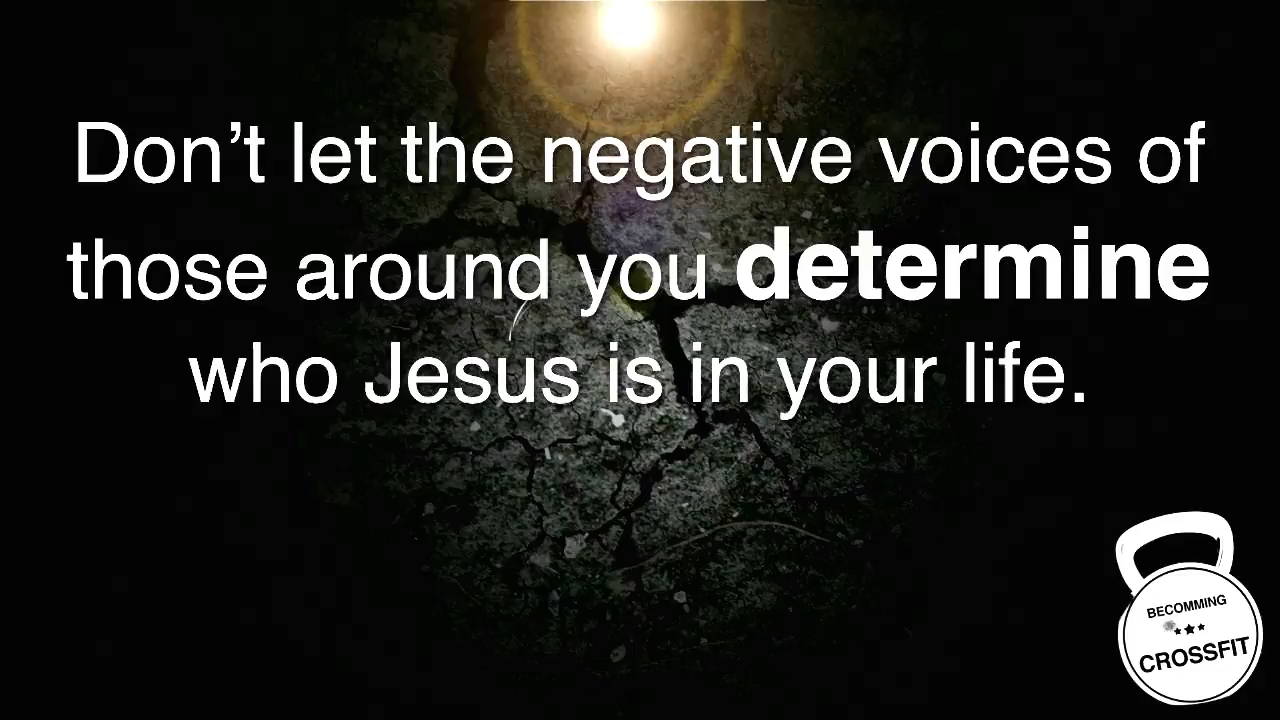 Don’t let the negative voices of
those around you determine
who Jesus is in your life.
BECOMMING
CROSSFIT